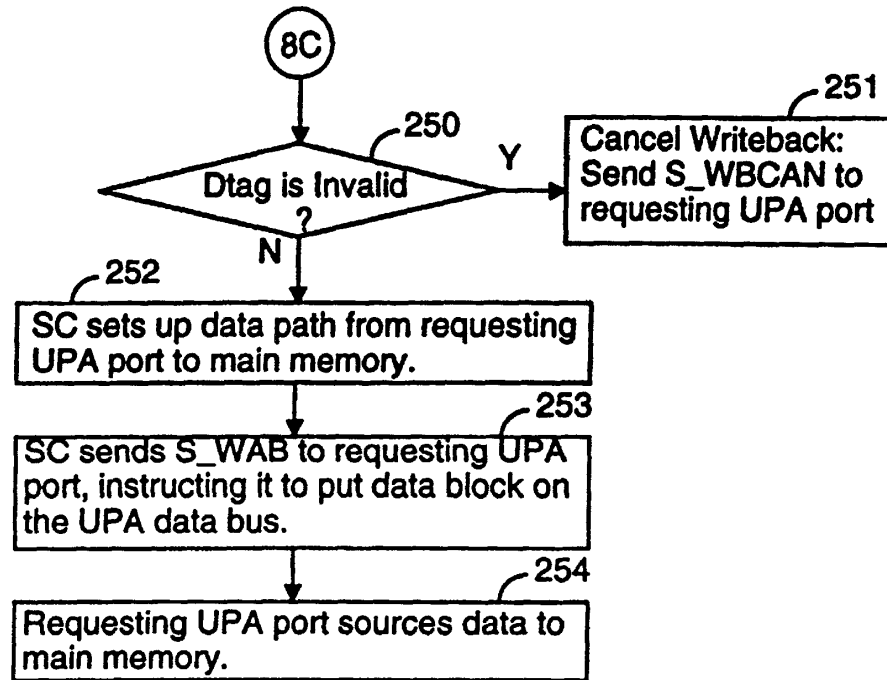 8C
251
250
Cancel Writeback:
Send S_WBCAN to
requesting UPA port
Y
Dtag is Invalid
?
N
252
SC sets up data path from requesting
UPA port to main memory.
253
SC sends S_WAB to requesting UPA
port, instructing it to put data block on
the UPA data bus.
254
Requesting UPA port sources data to
main memory.